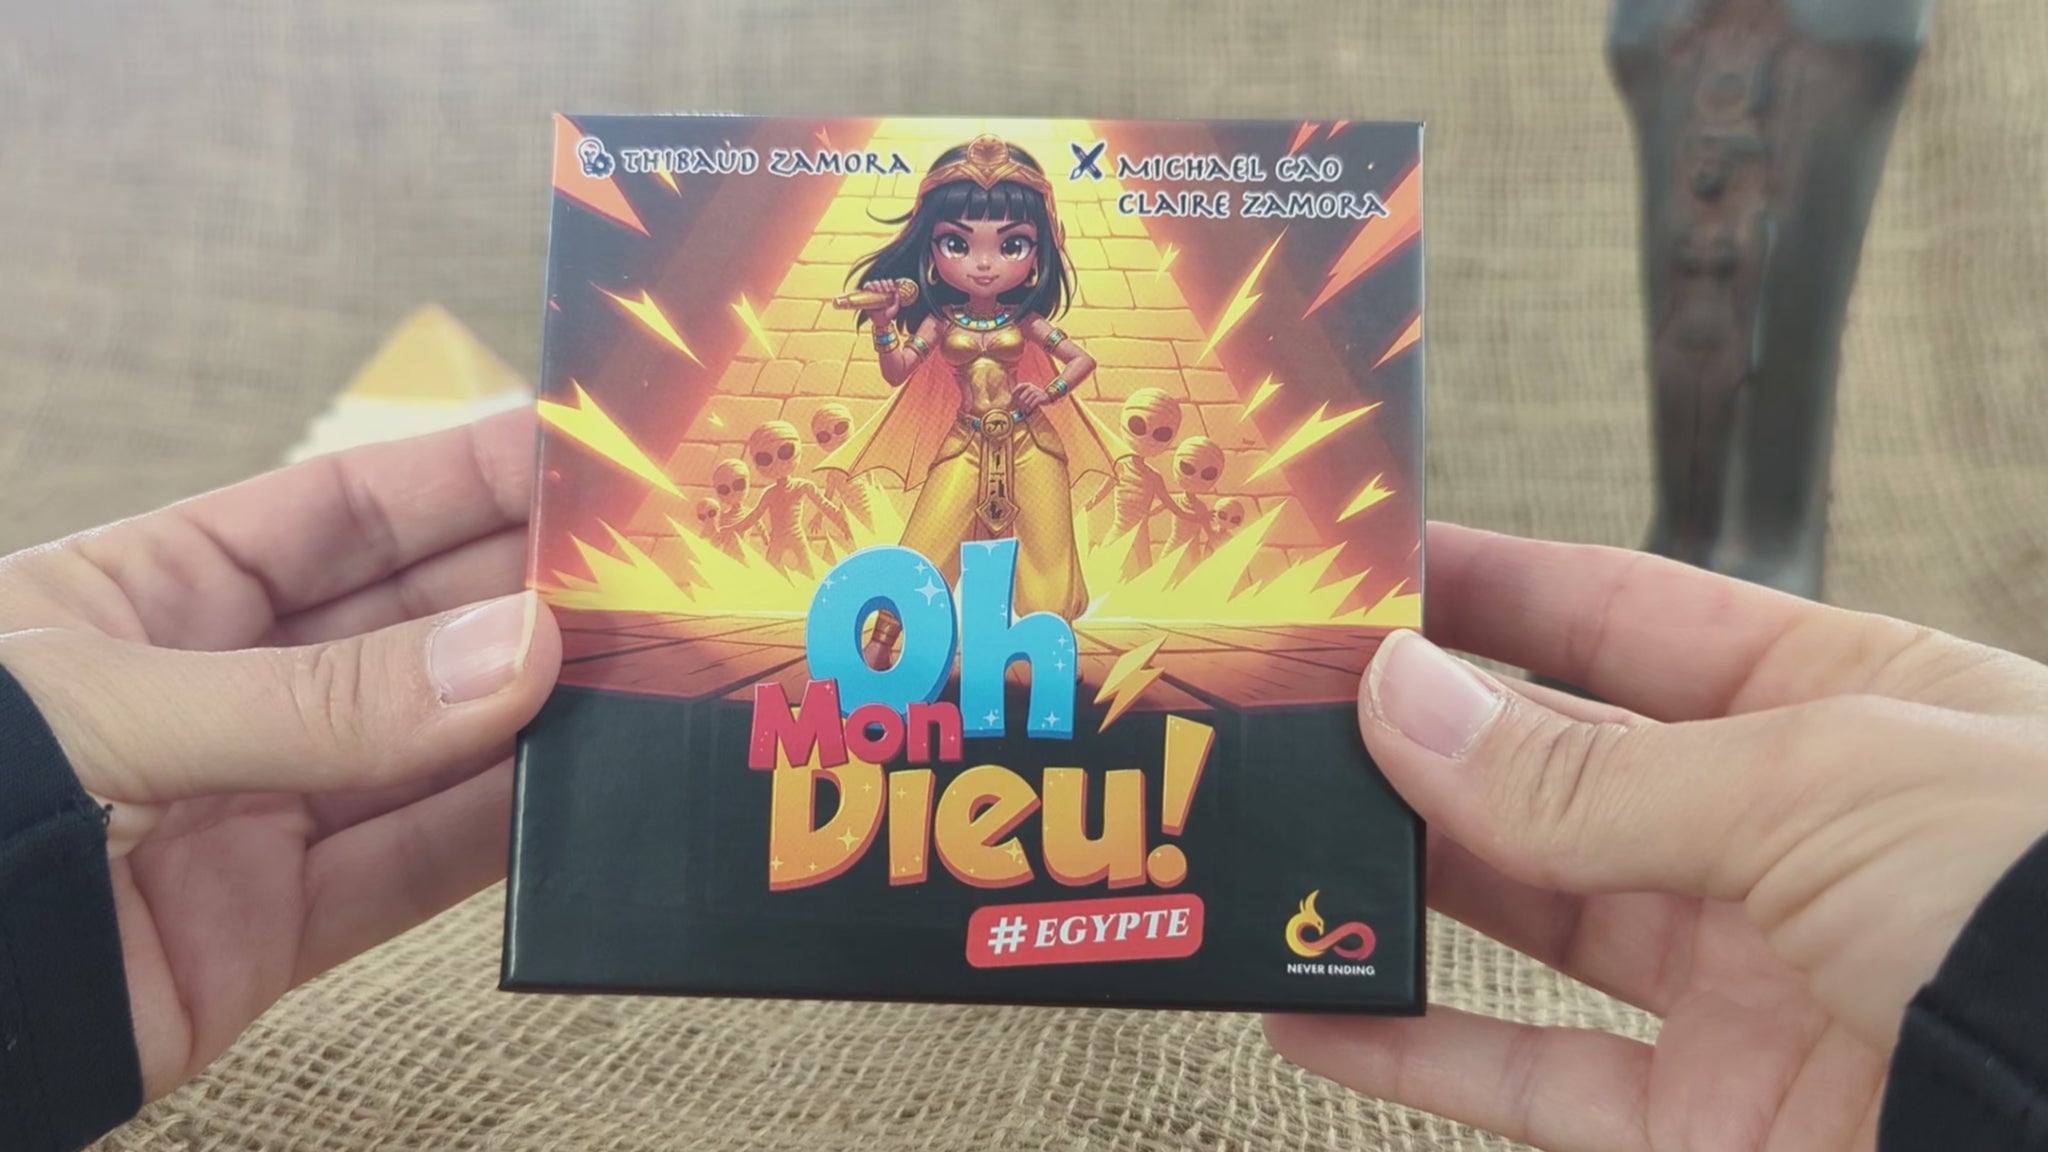 THIBAUD ZAMORA
MICHAEL CAO
CLAIRE ZAMORA
Oh
Mon
Dieu!
#EGYPTE
NEVER ENDING